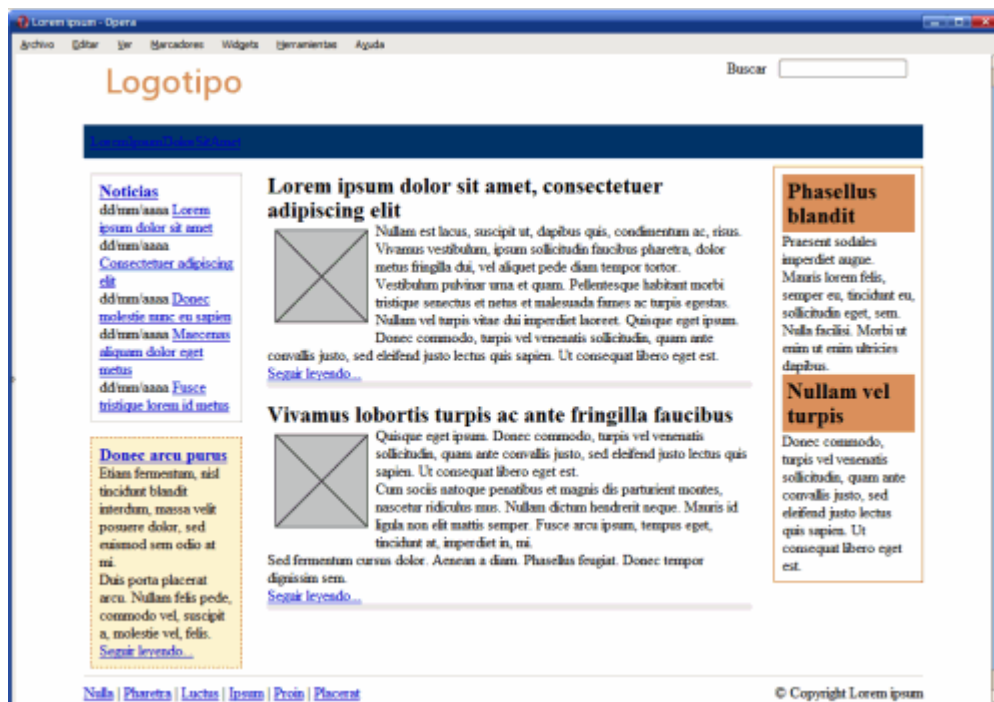 Lorem ipsum - Opera
Archivo Editar Ver Marcadores Widgets Herramientas Ayuda
Logotipo
Buscar
LoremIpsumDolorSitAmet
Noticias
dd/mm/aaaa Lorem
ipsum dolor sit amet
dd/mm/aaaa
Consectetuer adipiscing
elit
dd/mm/aaaa Donec
molestie nunc eu sapien
dd/mm/aaaa Maecenas
aliquam dolor eget
metus
dd/mm/aaaa Fusce
tristique lorem id metus
Donec arcu purus
Etiam fermentum, nisl
tincidunt blandit
interdum, massa velit
posuere dolor, sed
euismod sem odio at
mi.
Duis porta placerat
arcu. Nullam felis pede,
commodo vel, suscipit
a, molestie vel, felis.
Seguir leyendo...
Lorem ipsum dolor sit amet, consectetuer
adipiscing elit
Nullam est lacus, suscipit ut, dapibus quis, condimentum ac, risus.
Vivamus vestibulum, ipsum sollicitudin faucibus pharetra, dolor
metus fringilla dui, vel aliquet pede diam tempor tortor.
Vestibulum pulvinar urna et quam. Pellentesque habitant morbi
tristique senectus et netus et malesuada fames ac turpis egestas.
Nullam vel turpis vitae dui imperdiet laoreet. Quisque eget ipsum.
Donec commodo, turpis vel venenatis sollicitudin, quam ante
convallis justo, sed eleifend justo lectus quis sapien. Ut consequat libero eget est.
Seguir leyendo...
Vivamus lobortis turpis ac ante fringilla faucibus
Quisque eget ipsum. Donec commodo, turpis vel venenatis
sollicitudin, quam ante convallis justo, sed eleifend justo lectus quis
sapien. Ut consequat libero eget est.
Cum sociis natoque penatibus et magnis dis parturient montes,
nascetur ridiculus mus. Nullam dictum hendrerit neque. Mauris id
ligula non elit mattis semper. Fusce arcu ipsum, tempus eget,
tincidunt at, imperdiet in, mi.
Sed fermentum cursus dolor. Aenean a diam. Phasellus feugiat. Donec tempor
dignissim sem.
Seguir leyendo...
Phasellus
blandit
Praesent sodales
imperdiet augue.
Mauris lorem felis,
semper eu, tincidunt eu,
sollicitudin eget, sem.
Nulla facilisi. Morbi ut
enim ut enim ultricies
dapibus.
Nullam vel
turpis
Donec commodo,
turpis vel venenatis
sollicitudin, quam ante
convallis justo, sed
eleifend justo lectus
quis sapien. Ut
consequat libero eget
est.
Nulla | Pharetra | Luctus | Ipsum | Proin | Placerat
© Copyright Lorem ipsum